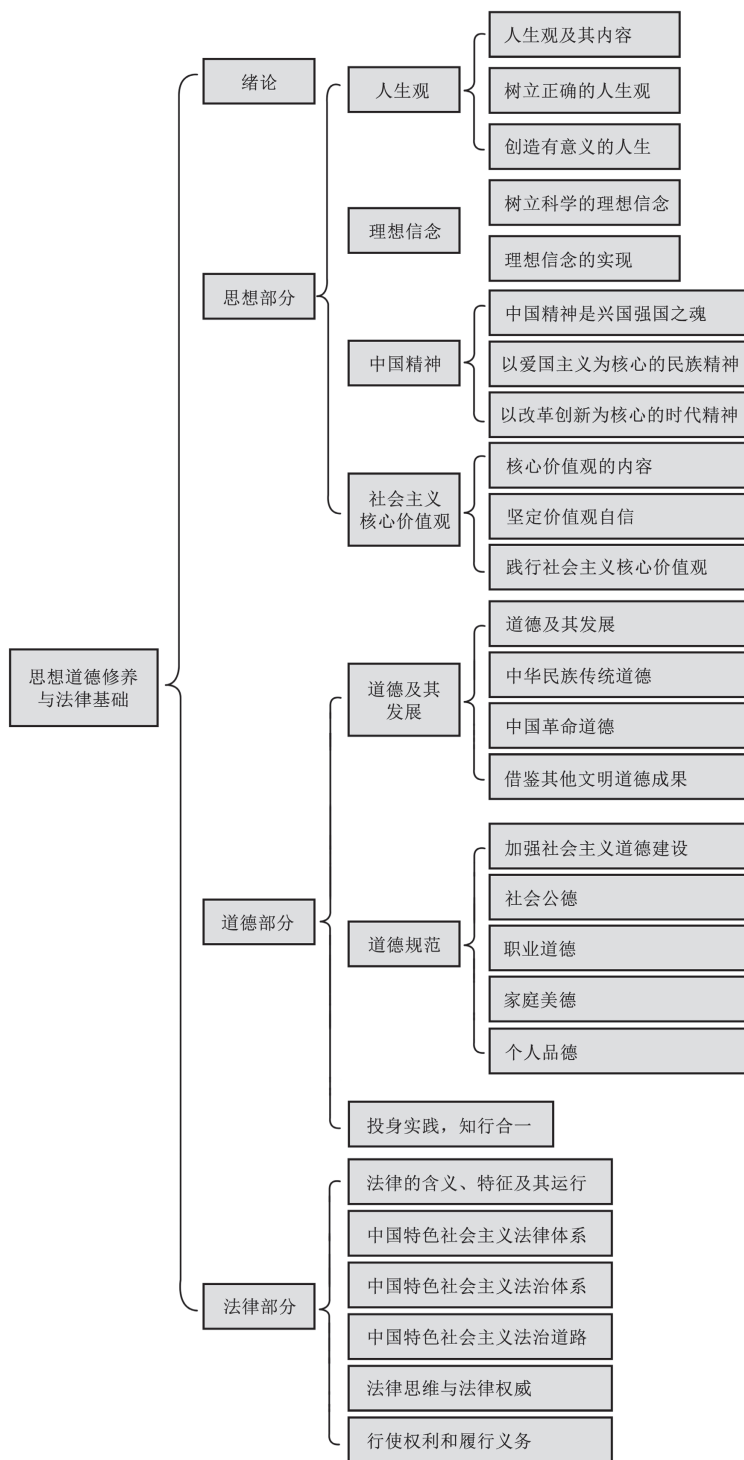 绪论
人生观
人生观及其内容
树立正确的人生观
创造有意义的人生
理想信念
树立科学的理想信念
理想信念的实现
思想部分
中国精神
中国精神是兴国强国之魂
以爱国主义为核心的民族精神
以改革创新为核心的时代精神
社会主义
核心价值观
核心价值观的内容
坚定价值观自信
践行社会主义核心价值观
思想道德修养
与法律基础
道德及其
发展
道德及其发展
中华民族传统道德
中国革命道德
借鉴其他文明道德成果
道德部分
道德规范
加强社会主义道德建设
社会公德
职业道德
家庭美德
个人品德
投身实践，知行合一
法律部分
法律的含义、特征及其运行
中国特色社会主义法律体系
中国特色社会主义法治体系
中国特色社会主义法治道路
法律思维与法律权威
行使权利和履行义务